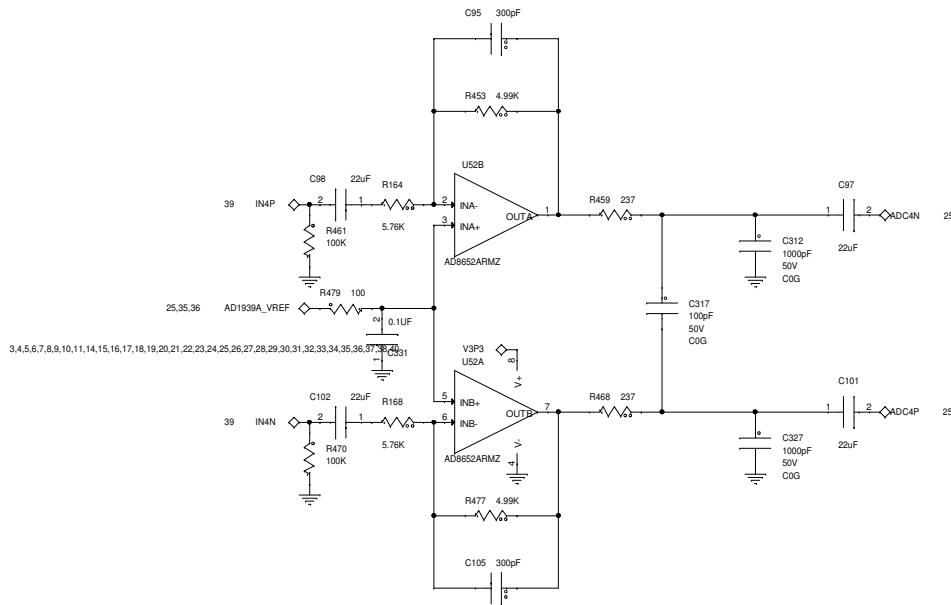 C95 300pF
R453 4.99K
U52B
C98 22uF R164
C97
R459 237
39 IN4P 2 1 2 INA- OUTA 1 1 2 ADC4N 25
3 INA+
R461
100K
5.76K
C312
1000pF
50V
C0G
22uF
AD8652ARMZ
R479 100
25,35,36 AD1939A_VREF
C317
100pF
50V
C0G
2 0.1UF
3,4,5,6,7,8,9,10,11,14,15,16,17,18,19,20,21,22,23,24,25,26,27,28,29,30,31,32,33,34,35,36,37,38,40
C331
1
V3P3
U52A
8
V+
C102 22uF R168
C101
R468 237
5 INB+ OUTB 7 1 2 ADC4P 25
39 IN4N 2 1 6 INB-
R470
100K
5.76K
V-
4
C327
1000pF
50V
C0G
22uF
AD8652ARMZ
R477 4.99K
C105 300pF